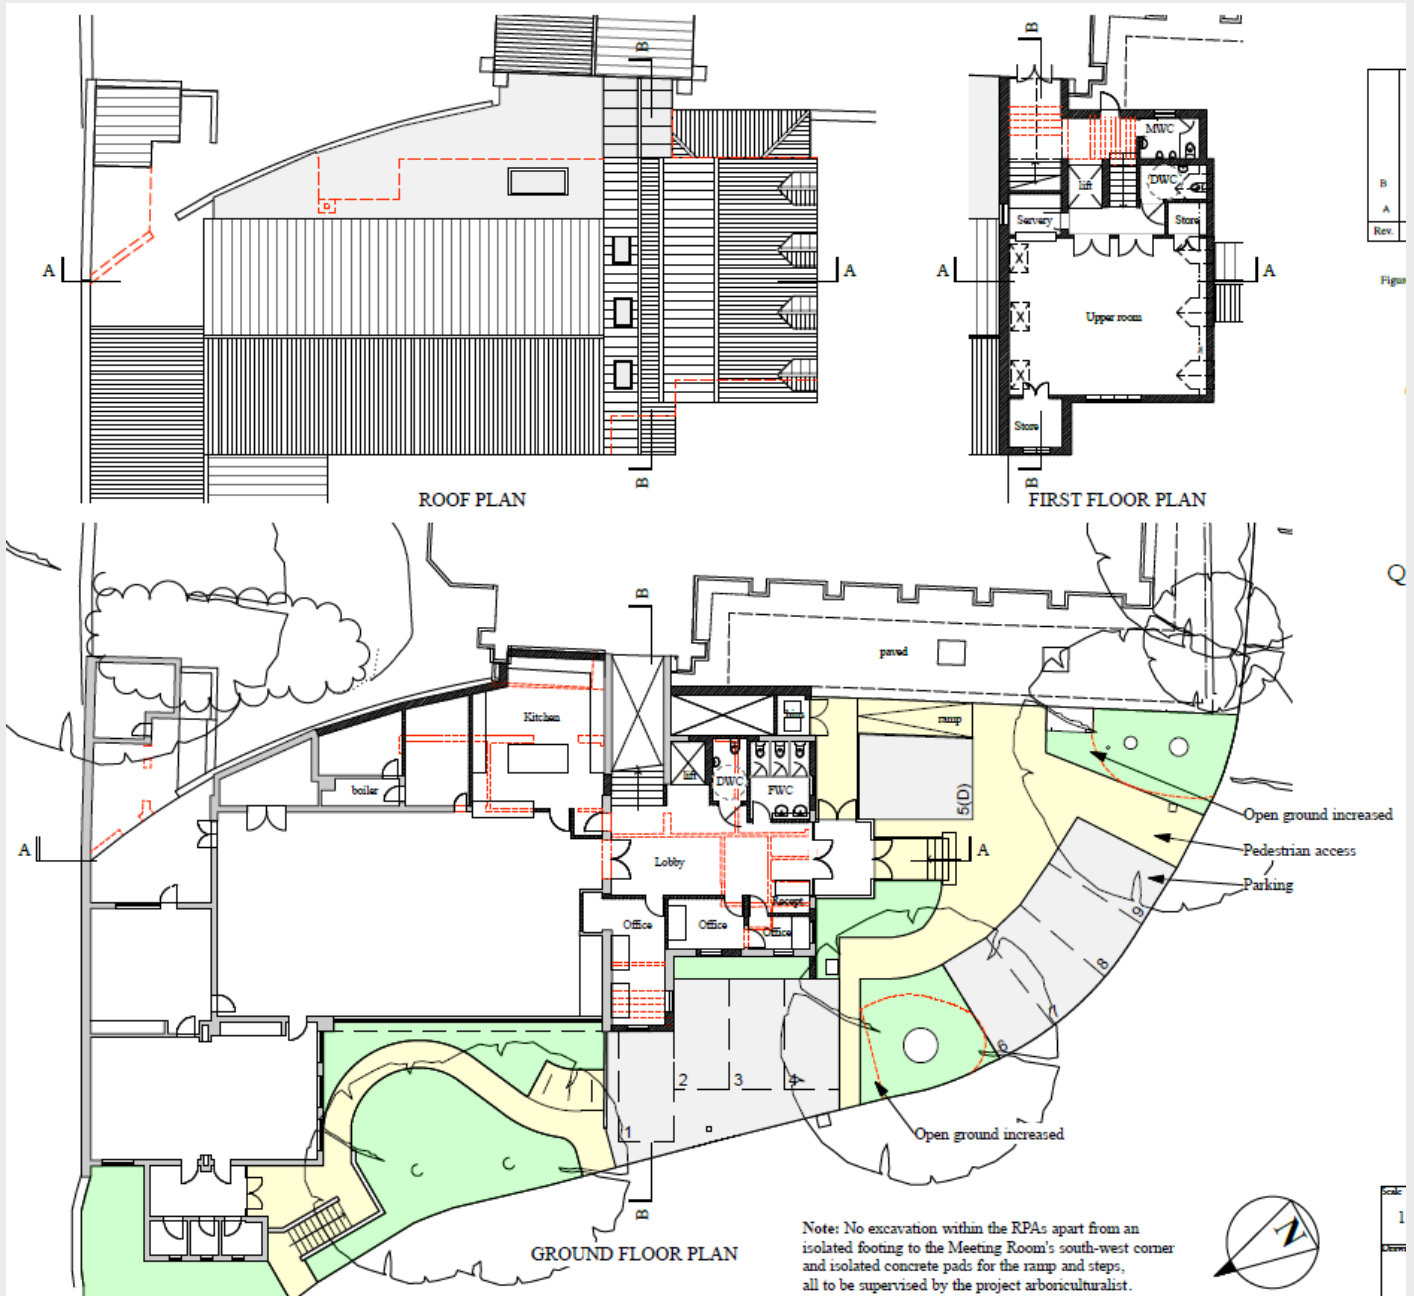 B
B
MWC
lift
DWC
B
Servery
Store
A
Rev.
A
A
A
A
Figure
Upper room
Store
B
B
ROOF PLAN
FIRST FLOOR PLAN
Q
B
paved
Kitchen
ramp
lift
DWC
FWC
boiler
5(D)
Open ground increased
A
Lobby
A
Pedestrian access
Parking
Recept.
9
Office
Office
Office
8
7
6
2
3
4
1
Open ground increased
B
Scale
1
Note: No excavation within the RPAs apart from an
isolated footing to the Meeting Room's south-west corner
and isolated concrete pads for the ramp and steps,
all to be supervised by the project arboriculturalist.
N
GROUND FLOOR PLAN